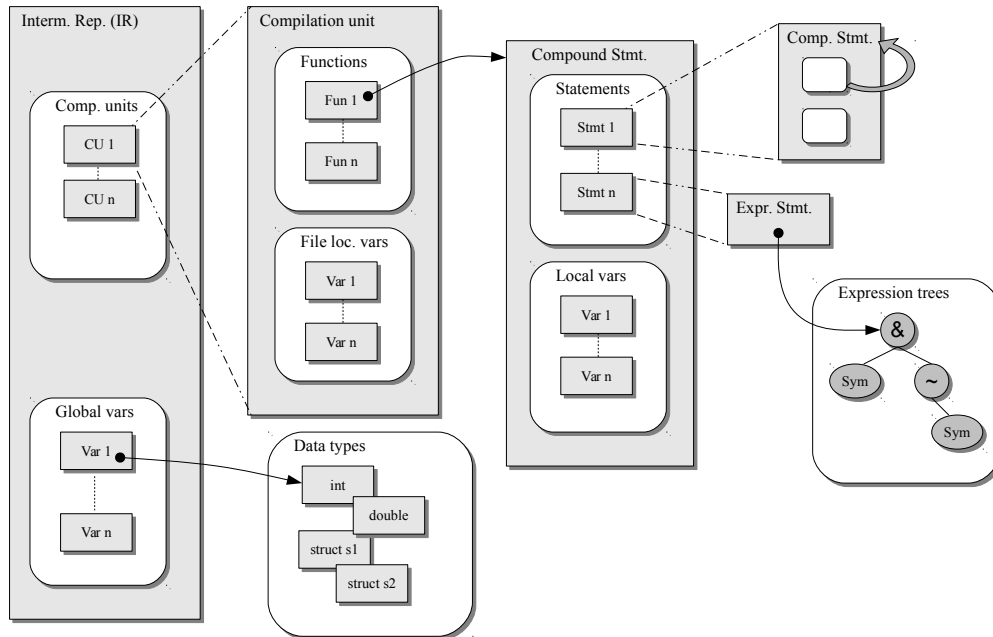 Interm. Rep. (IR)
Comp. units
CU 1
CU n
Global vars
Var 1
Var n
Compilation unit
Functions
Fun 1
Fun n
File loc. vars
Var 1
Var n
Data types
int
double
struct s1
struct s2
Compound Stmt.
Statements
Stmt 1
Stmt n
Local vars
Var 1
Var n
Comp. Stmt.
Expr. Stmt.
Expression trees
&
Sym
~
Sym